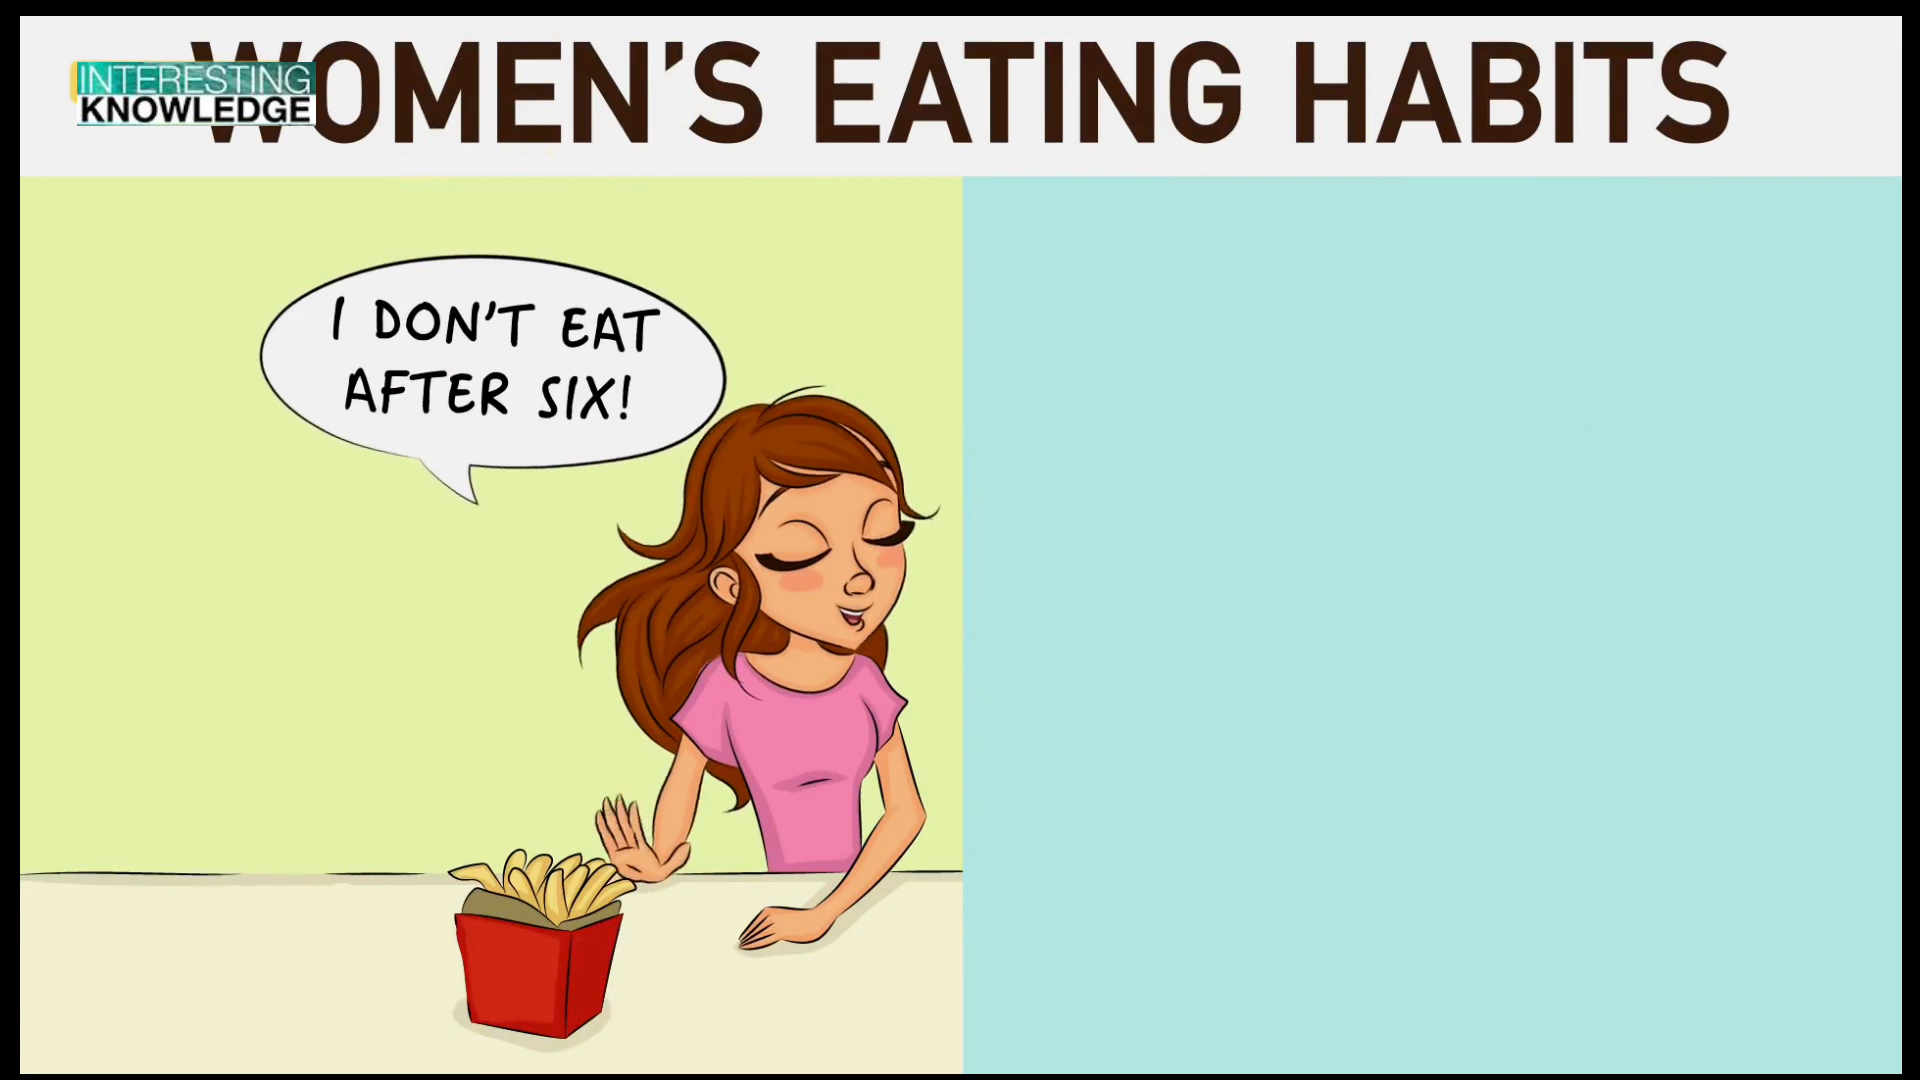 WOMEN'S EATING HABITS
INTERESTING
KNOWLEDGE
I DON'T EAT
AFTER SIX!